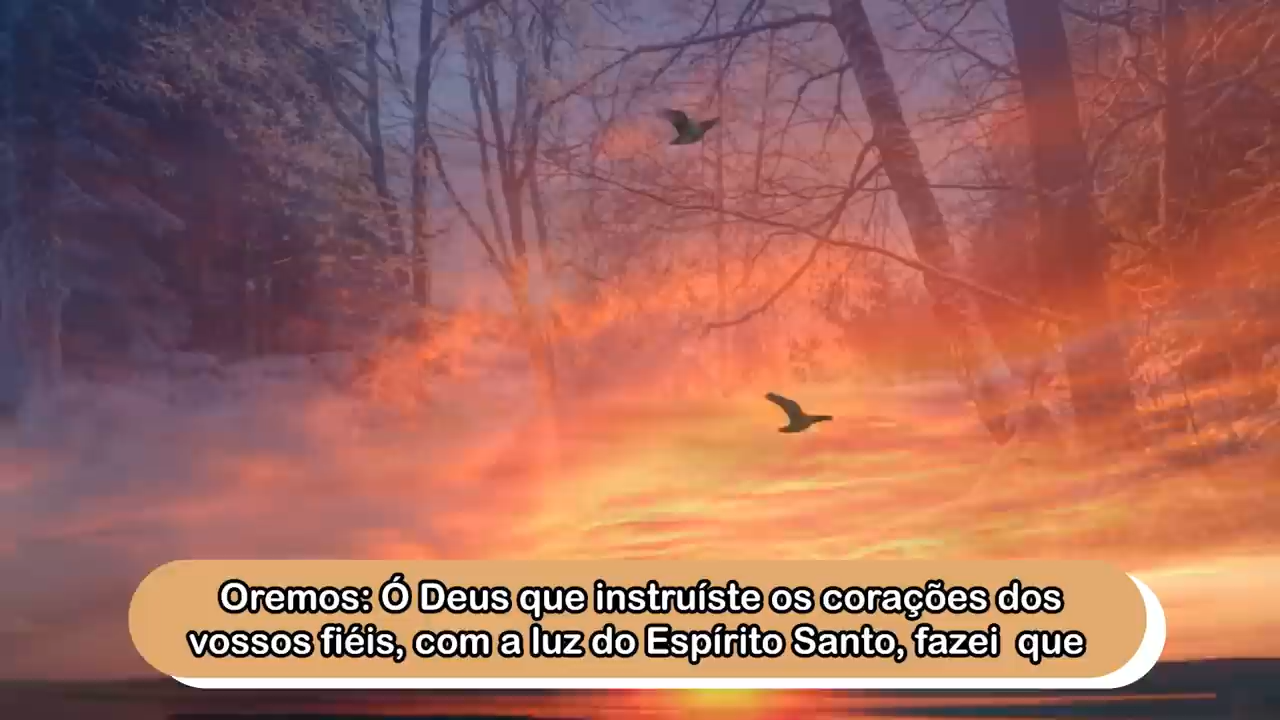 Oremos: Ó Deus que instruíste os corações dos
vossos fiéis, com a luz do Espírito Santo, fazei que